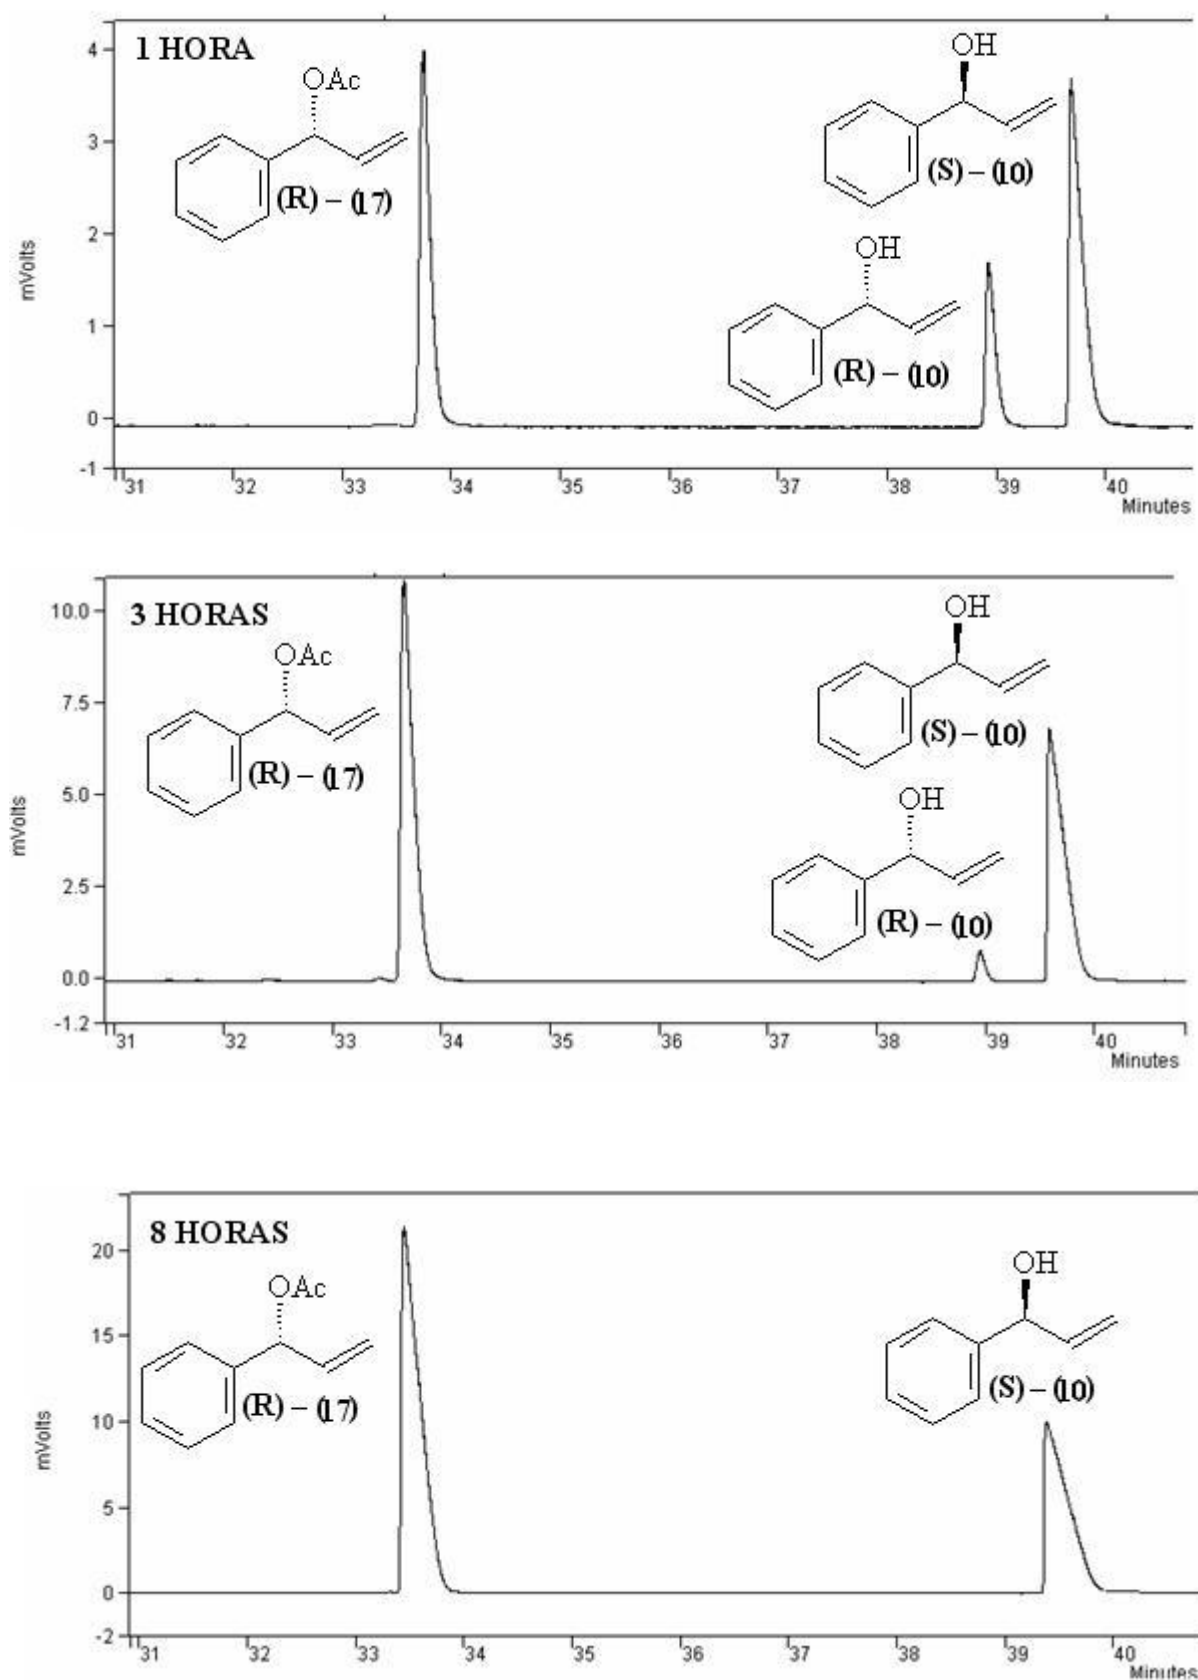 1 HORA
OAc
(R) – (17)
OH
(S) – (10)
OH
(R) – (10)
mVolts
4
3
2
1
0
-1
31 32 33 34 35 36 37 38 39 40
Minutes
3 HORAS
OAc
(R) – (17)
OH
(S) – (10)
OH
(R) – (10)
mVolts
10.0
7.5
5.0
2.5
0.0
-1.2
31 32 33 34 35 36 37 38 39 40
Minutes
8 HORAS
OAc
(R) – (17)
OH
(S) – (10)
mVolts
20
15
10
5
0
-2
31 32 33 34 35 36 37 38 39 40
Minutes